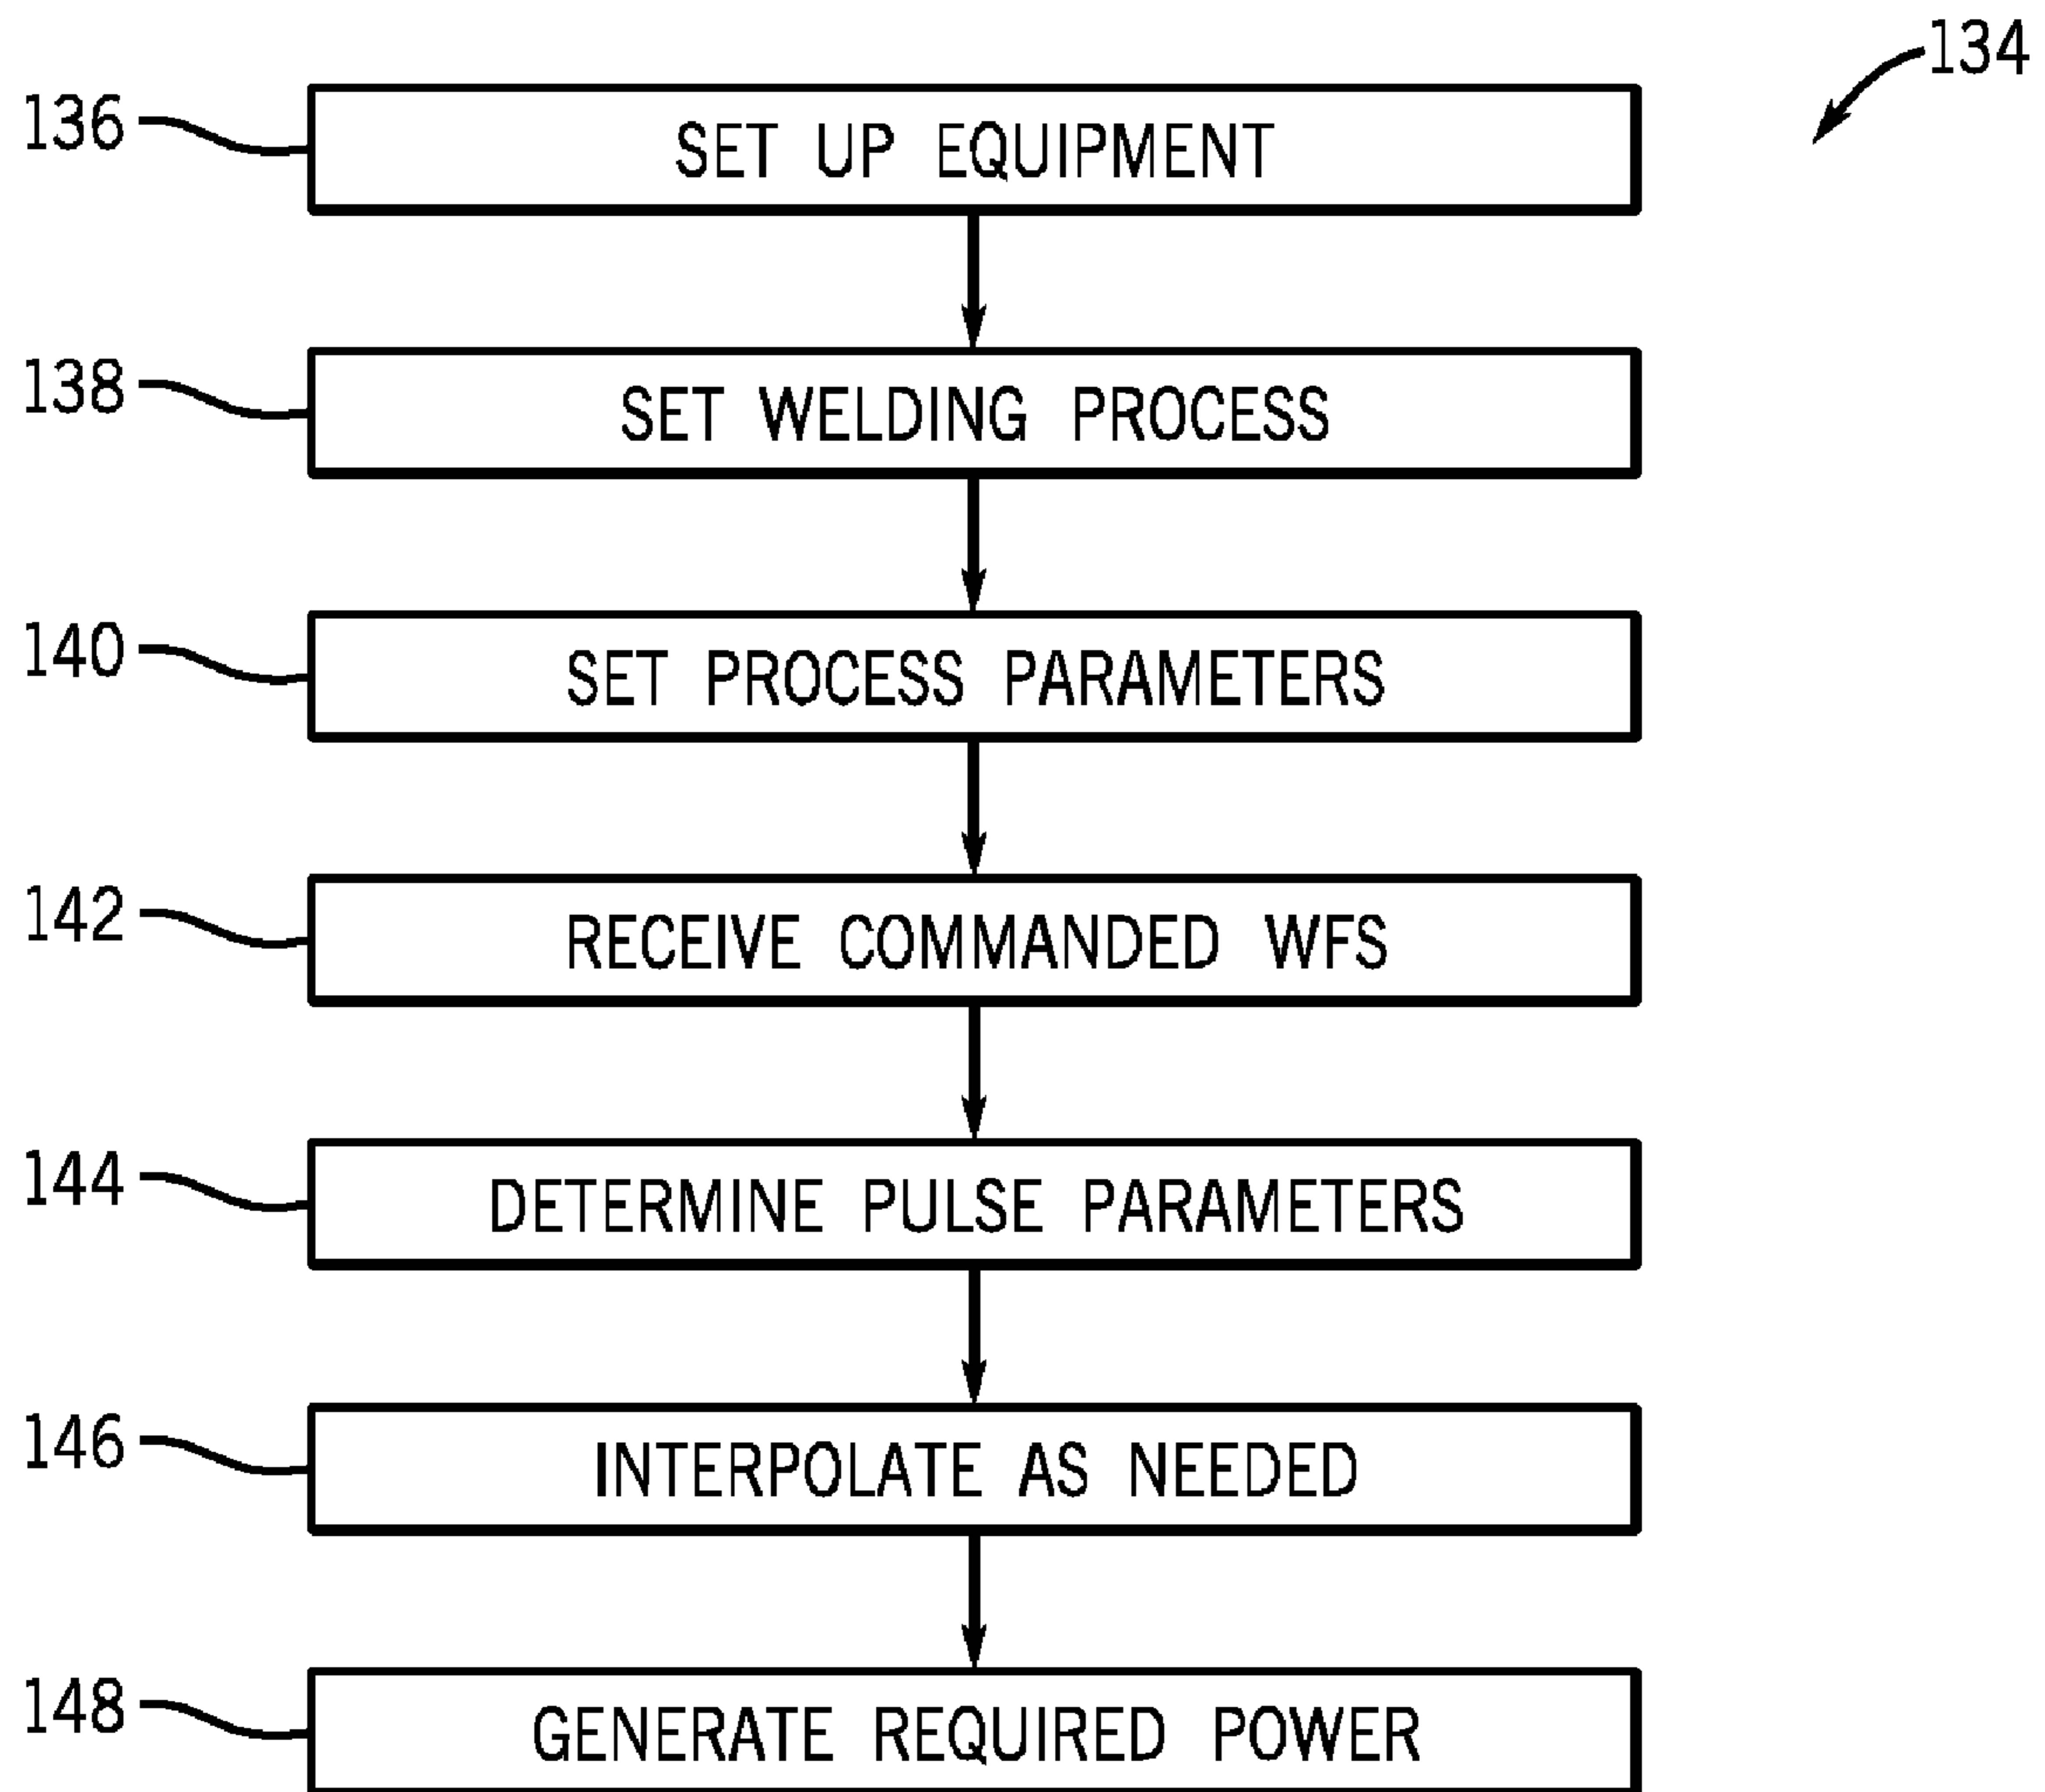 134
136 SET UP EQUIPMENT
138 SET WELDING PROCESS
140 SET PROCESS PARAMETERS
142 RECEIVE COMMANDED WFS
144 DETERMINE PULSE PARAMETERS
146 INTERPOLATE AS NEEDED
148 GENERATE REQUIRED POWER